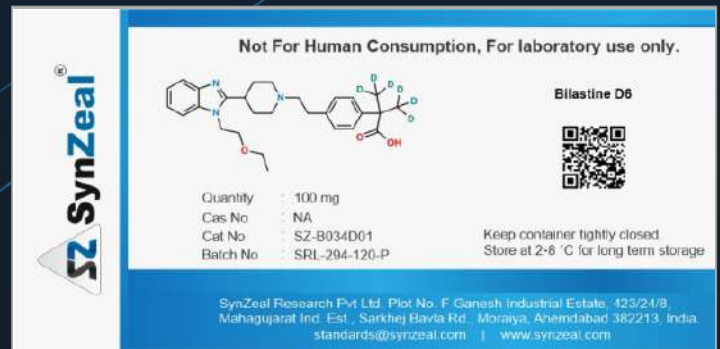 SZ SynZeal®
Not For Human Consumption, For laboratory use only.
Bilastine D6
N
N
N
O
O
OH
D
D
D
D
D
D
Quantity : 100 mg
Cas No : NA
Cat No : SZ-B034D01
Batch No : SRL-294-120-P
Keep container tightly closed
Store at 2-8 °C for long term storage
SynZeal Research Pvt Ltd. Plot No. F Ganesh Industrial Estate, 423/24/8,
Mahagujarat Ind. Est., Sarkhej Bavla Rd., Moraiya, Ahemdabad 382213, India.
standards@synzeal.com | www.synzeal.com